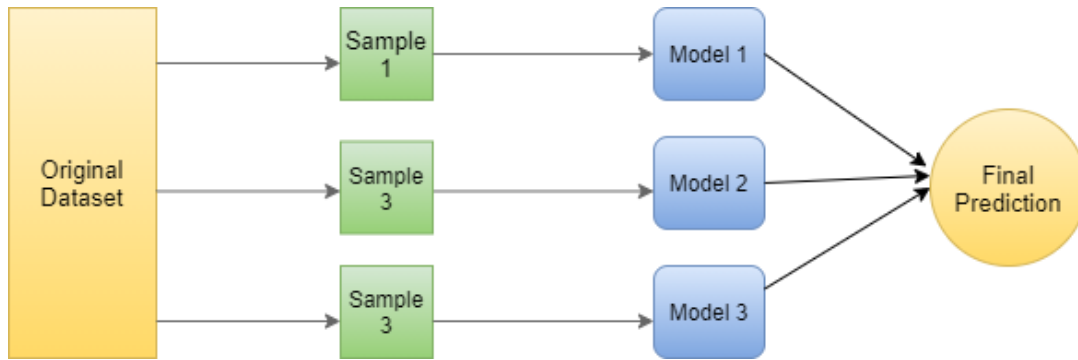 Original
Dataset
Sample
1
Model 1
Sample
3
Model 2
Sample
3
Model 3
Final
Prediction